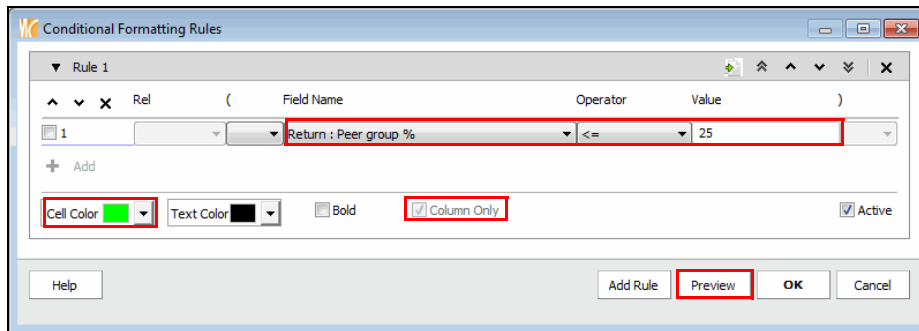 Conditional Formatting Rules
Rule 1
Rel ( Field Name Operator Value )
1 Return : Peer group % <= 25
Add
Cell Color Text Color Bold Column Only Active
Help Add Rule Preview OK Cancel